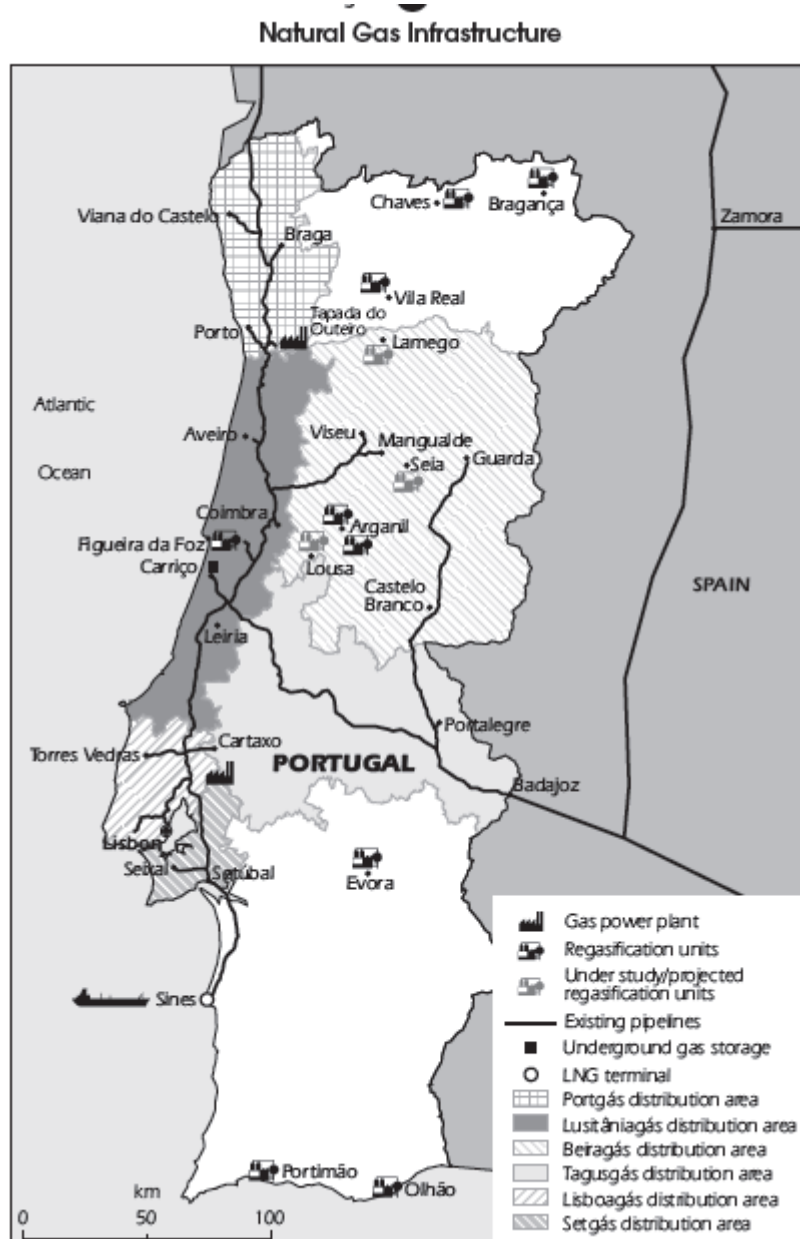 Natural Gas Infrastructure
Chaves
Bragança
Viana do Castelo
Zamora
Braga
Vila Real
Tapada do
Outeiro
Porto
Lamego
Atlantic
Ocean
Aveiro
Viseu
Mangualde
Seia
Guarda
Coimbra
Arganil
Figueira da Foz
Carriço
Lousa
Castelo
Branco
SPAIN
Leiria
Portalegre
Cartaxo
Torres Vedras
PORTUGAL
Badajoz
Lisbon
Seixal
Setúbal
Evora
Sines
Portimão
Olhão
km
0 50 100
Gas power plant
Regasification units
Under study/projected
regasification units
Existing pipelines
Underground gas storage
LNG terminal
Portgás distribution area
Lusitâniagás distribution area
Beiragás distribution area
Tagusgás distribution area
Lisboagás distribution area
Setgás distribution area